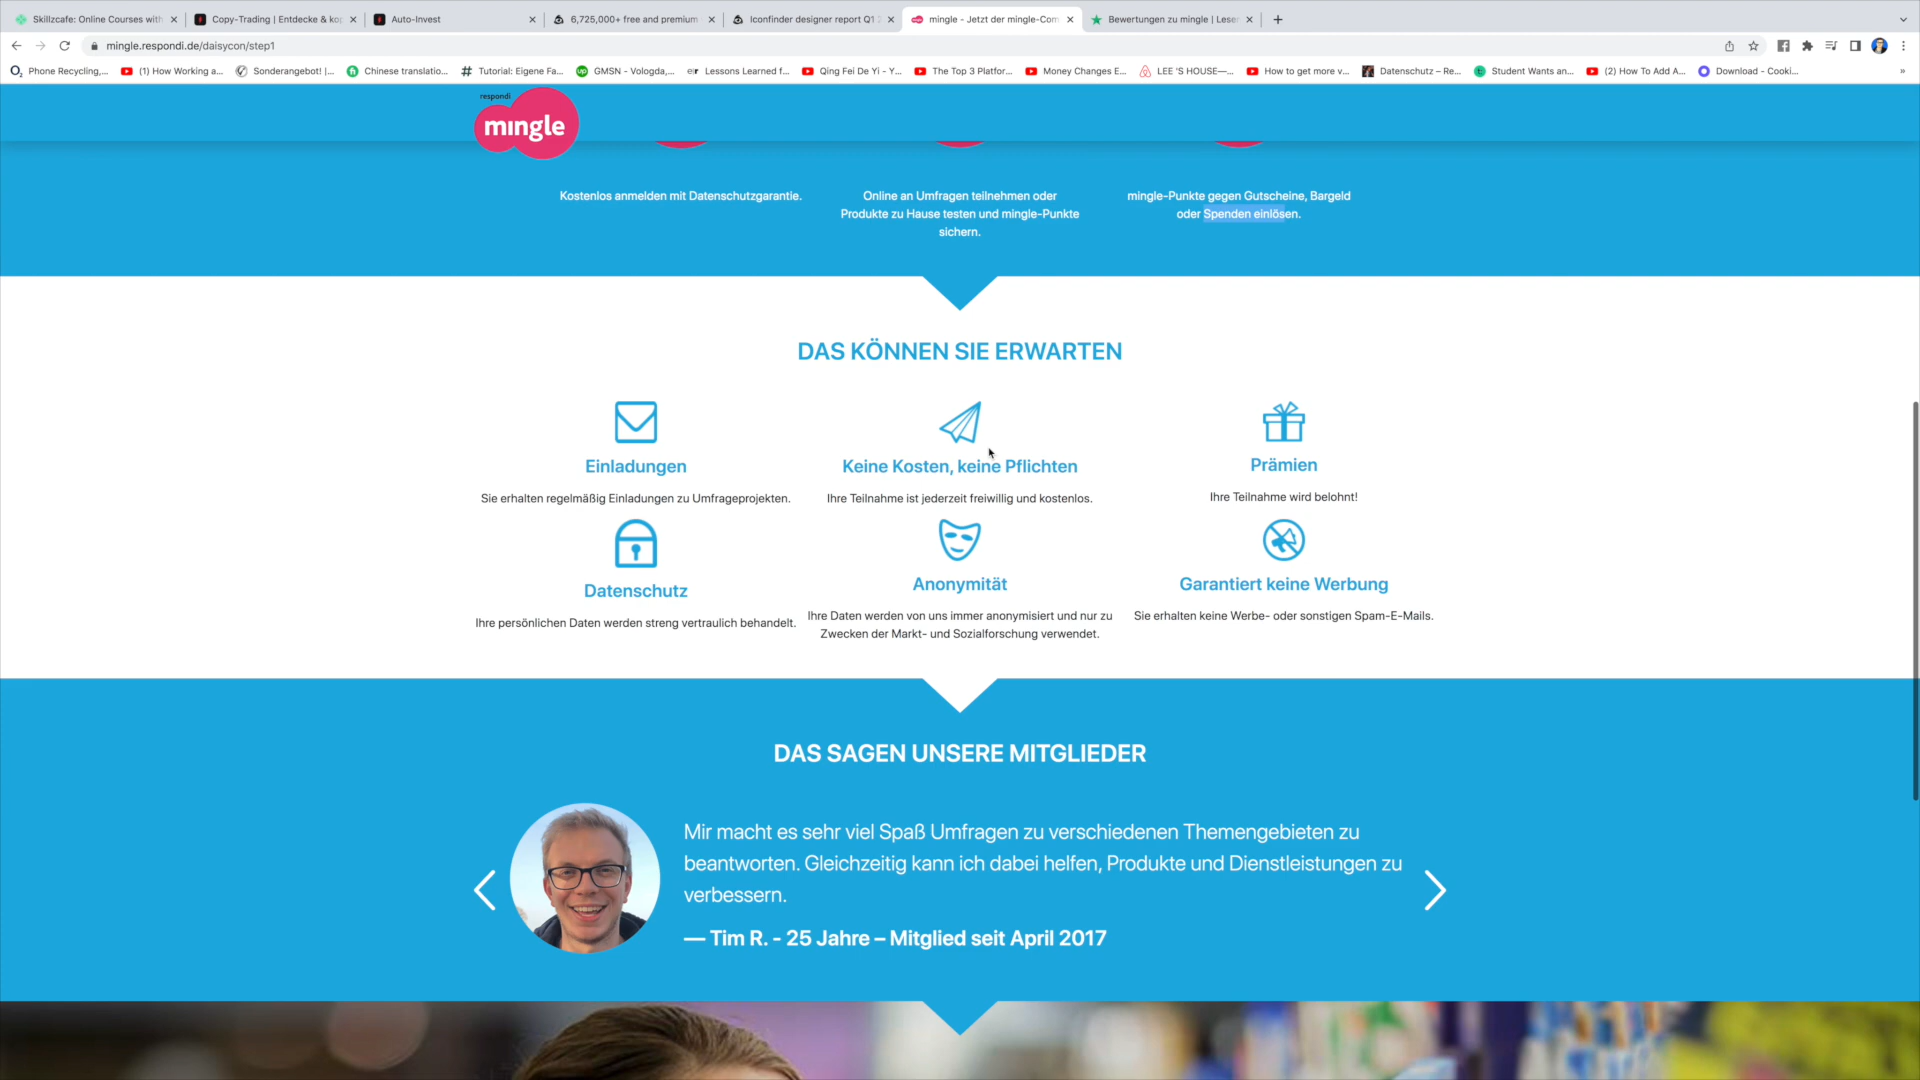 Skillzcafe: Online Courses with
Copy-Trading | Entdecke & ko
Auto-Invest
6,725,000+ free and premium
Iconfinder designer report Q1
mingle - Jetzt der mingle-Com
Bewertungen zu mingle | Lese
mingle.respondi.de/daisycon/step1
Phone Recycling,...
(1) How Working a...
Sonderangebot! |...
Chinese translatio...
Tutorial: Eigene Fa...
GMSN - Vologda,...
Lessons Learned f...
Qing Fei De Yi - Y...
The Top 3 Platfor...
Money Changes E...
LEE 'S HOUSE—...
How to get more v...
Datenschutz – Re...
Student Wants an...
(2) How To Add A...
Download - Cooki...
»
respondi
mingle
Kostenlos anmelden mit Datenschutzgarantie.
Online an Umfragen teilnehmen oder
Produkte zu Hause testen und mingle-Punkte
sichern.
mingle-Punkte gegen Gutscheine, Bargeld
oder Spenden einlösen.
DAS KÖNNEN SIE ERWARTEN
Einladungen
Sie erhalten regelmäßig Einladungen zu Umfrageprojekten.
Keine Kosten, keine Pflichten
Ihre Teilnahme ist jederzeit freiwillig und kostenlos.
Prämien
Ihre Teilnahme wird belohnt!
Datenschutz
Ihre persönlichen Daten werden streng vertraulich behandelt.
Anonymität
Ihre Daten werden von uns immer anonymisiert und nur zu
Zwecken der Markt- und Sozialforschung verwendet.
Garantiert keine Werbung
Sie erhalten keine Werbe- oder sonstigen Spam-E-Mails.
DAS SAGEN UNSERE MITGLIEDER
Mir macht es sehr viel Spaß Umfragen zu verschiedenen Themengebieten zu
beantworten. Gleichzeitig kann ich dabei helfen, Produkte und Dienstleistungen zu
verbessern.
— Tim R. - 25 Jahre – Mitglied seit April 2017